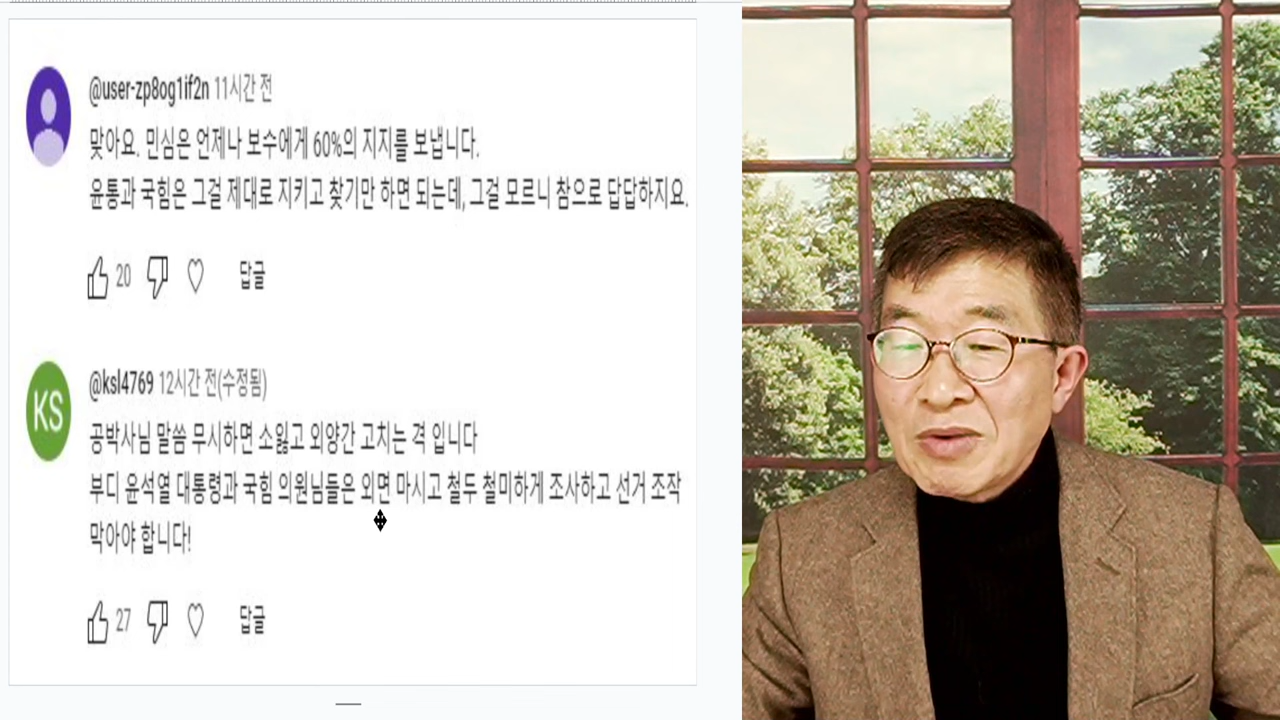 @user-zp8og1if2n 11시간 전
맞아요. 민심은 언제나 보수에게 60%의 지지를 보냅니다.
윤통과 국힘은 그걸 제대로 지키고 찾기만 하면 되는데, 그걸 모르니 참으로 답답하지요.
20 답글
KS
@ksl4769 12시간 전(수정됨)
공박사님 말씀 무시하면 소잃고 외양간 고치는 격 입니다
부디 윤석열 대통령과 국힘 의원님들은 외면 마시고 철두 철미하게 조사하고 선거 조작
막아야 합니다!
27 답글